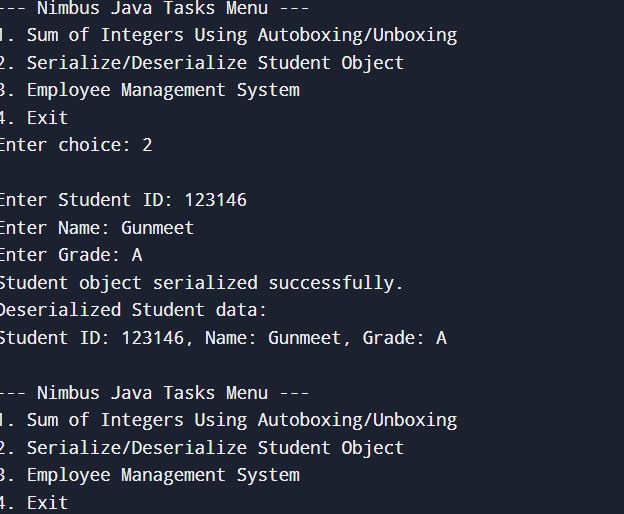 --- Nimbus Java Tasks Menu ---
1. Sum of Integers Using Autoboxing/Unboxing
2. Serialize/Deserialize Student Object
3. Employee Management System
4. Exit
Enter choice: 2
Enter Student ID: 123146
Enter Name: Gunmeet
Enter Grade: A
Student object serialized successfully.
Deserialized Student data:
Student ID: 123146, Name: Gunmeet, Grade: A
--- Nimbus Java Tasks Menu ---
1. Sum of Integers Using Autoboxing/Unboxing
2. Serialize/Deserialize Student Object
3. Employee Management System
4. Exit